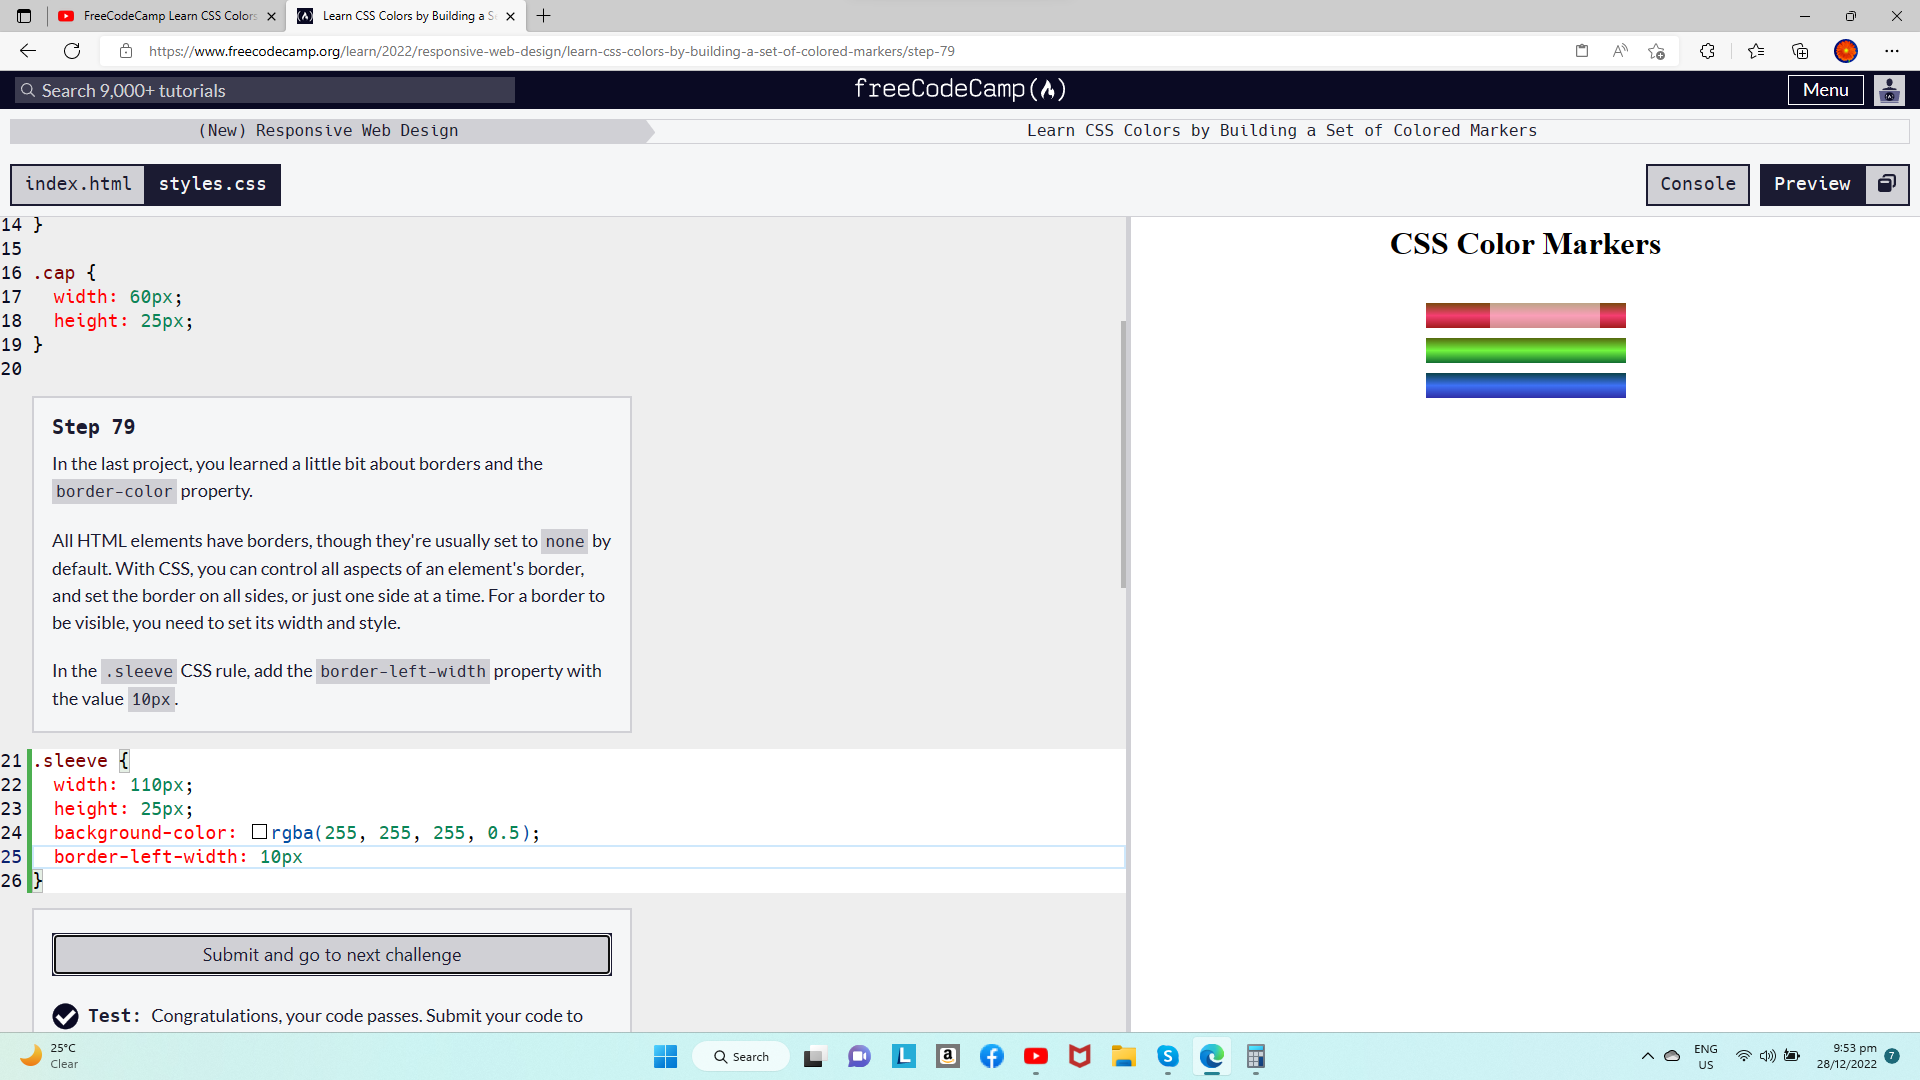 FreeCodeCamp Learn CSS Colors
Learn CSS Colors by Building a Se
https://www.freecodecamp.org/learn/2022/responsive-web-design/learn-css-colors-by-building-a-set-of-colored-markers/step-79
Search 9,000+ tutorials
freeCodeCamp
Menu
(New) Responsive Web Design
Learn CSS Colors by Building a Set of Colored Markers
index.html
styles.css
Console
Preview
14 }
15
16 .cap {
17 width: 60px;
18 height: 25px;
19 }
20
Step 79
In the last project, you learned a little bit about borders and the
border-color property.
All HTML elements have borders, though they're usually set to none by
default. With CSS, you can control all aspects of an element's border,
and set the border on all sides, or just one side at a time. For a border to
be visible, you need to set its width and style.
In the .sleeve CSS rule, add the border-left-width property with
the value 10px.
21 .sleeve {
22 width: 110px;
23 height: 25px;
24 background-color: rgba(255, 255, 255, 0.5);
25 border-left-width: 10px
26 }
Submit and go to next challenge
Test: Congratulations, your code passes. Submit your code to
CSS Color Markers
25°C
Clear
Search
ENG
US
9:53 pm
28/12/2022
7